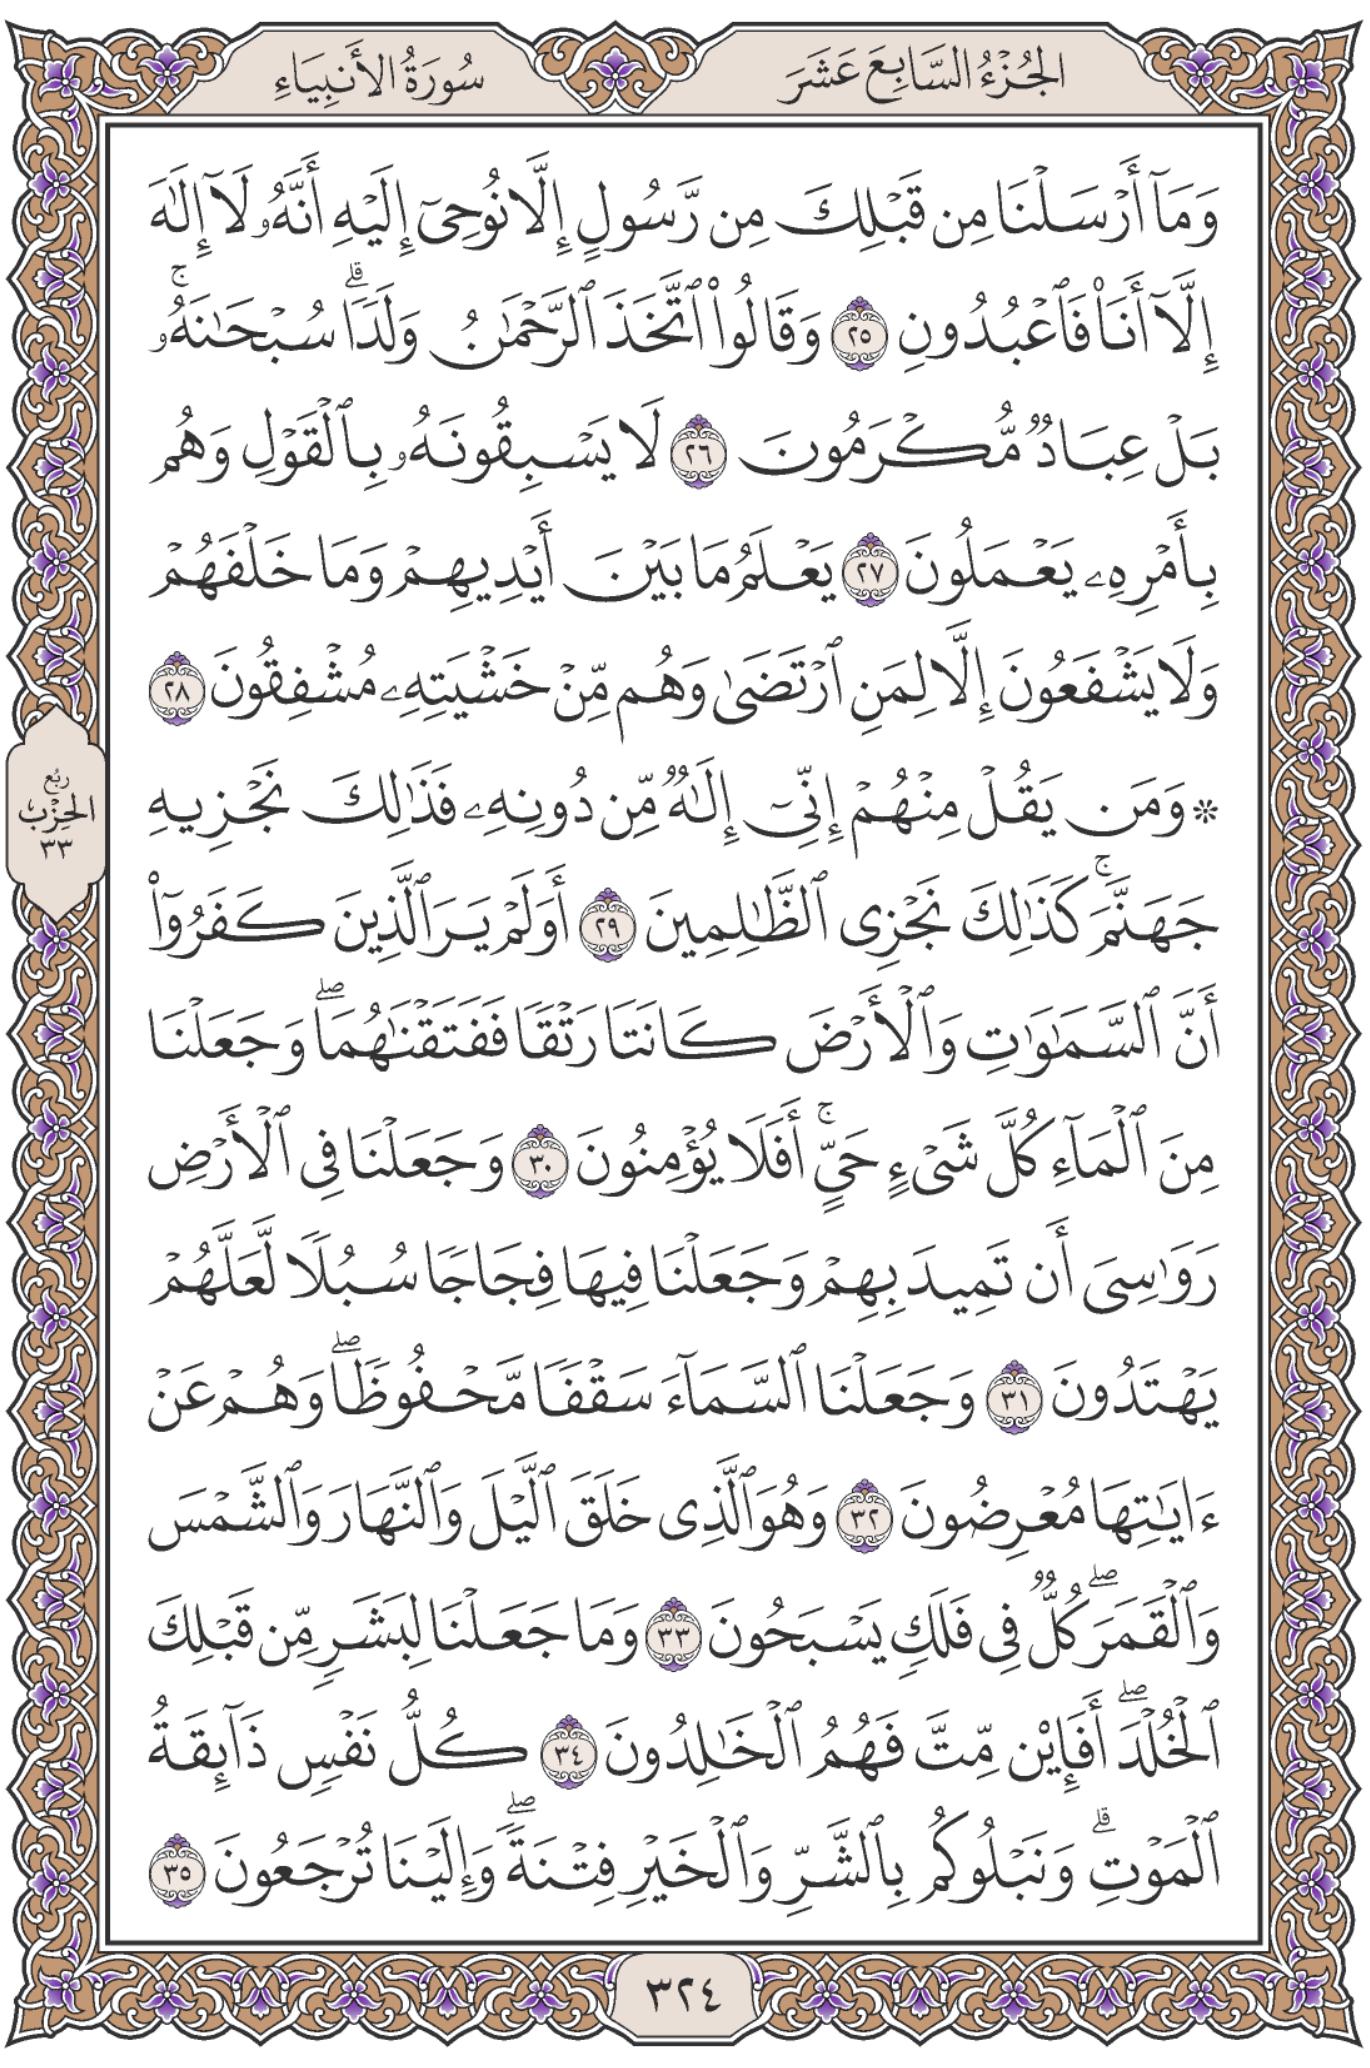 الجُزْءُ السَّابِعَ عَشَرَ
سُورَةُ الأَنبِيَاءِ
وَمَآ أَرۡسَلۡنَا مِن قَبۡلِكَ مِن رَّسُولٍ إِلَّا نُوحِيٓ إِلَيۡهِ أَنَّهُۥ لَآ إِلَٰهَ
إِلَّآ أَنَا۠ فَٱعۡبُدُونِ ٢٥ وَقَالُواْ ٱتَّخَذَ ٱلرَّحۡمَٰنُ وَلَدٗاۗ سُبۡحَٰنَهُۥۚ
بَلۡ عِبَادٞ مُّكۡرَمُونَ ٢٦ لَا يَسۡبِقُونَهُۥ بِٱلۡقَوۡلِ وَهُم
بِأَمۡرِهِۦ يَعۡمَلُونَ ٢٧ يَعۡلَمُ مَا بَيۡنَ أَيۡدِيهِمۡ وَمَا خَلۡفَهُمۡ
وَلَا يَشۡفَعُونَ إِلَّا لِمَنِ ٱرۡتَضَىٰ وَهُم مِّنۡ خَشۡيَتِهِۦ مُشۡفِقُونَ ٢٨
۞ وَمَن يَقُلۡ مِنۡهُمۡ إِنِّيٓ إِلَٰهٞ مِّن دُونِهِۦ فَذَٰلِكَ نَجۡزِيهِ
جَهَنَّمَۚ كَذَٰلِكَ نَجۡزِي ٱلظَّٰلِمِينَ ٢٩ أَوَلَمۡ يَرَ ٱلَّذِينَ كَفَرُوٓاْ
أَنَّ ٱلسَّمَٰوَٰتِ وَٱلۡأَرۡضَ كَانَتَا رَتۡقٗا فَفَتَقۡنَٰهُمَاۖ وَجَعَلۡنَا
مِنَ ٱلۡمَآءِ كُلَّ شَيۡءٍ حَيٍّۚ أَفَلَا يُؤۡمِنُونَ ٣٠ وَجَعَلۡنَا فِي ٱلۡأَرۡضِ
رَوَٰسِيَ أَن تَمِيدَ بِهِمۡ وَجَعَلۡنَا فِيهَا فِجَاجٗا سُبُلٗا لَّعَلَّهُمۡ
يَهۡتَدُونَ ٣١ وَجَعَلۡنَا ٱلسَّمَآءَ سَقۡفٗا مَّحۡفُوظٗاۖ وَهُمۡ عَنۡ
ءَايَٰتِهَا مُعۡرِضُونَ ٣٢ وَهُوَ ٱلَّذِي خَلَقَ ٱلَّيۡلَ وَٱلنَّهَارَ وَٱلشَّمۡسَ
وَٱلۡقَمَرَۖ كُلّٞ فِي فَلَكٖ يَسۡبَحُونَ ٣٣ وَمَا جَعَلۡنَا لِبَشَرٖ مِّن قَبۡلِكَ
ٱلۡخُلۡدَۖ أَفَإِيْن مِّتَّ فَهُمُ ٱلۡخَٰلِدُونَ ٣٤ كُلُّ نَفۡسٖ ذَآئِقَةُ
ٱلۡمَوۡتِۗ وَنَبۡلُوكُم بِٱلشَّرِّ وَٱلۡخَيۡرِ فِتۡنَةٗۖ وَإِلَيۡنَا تُرۡجَعُونَ ٣٥
ربُع
الحِزْب
٣٣
٣٢٤